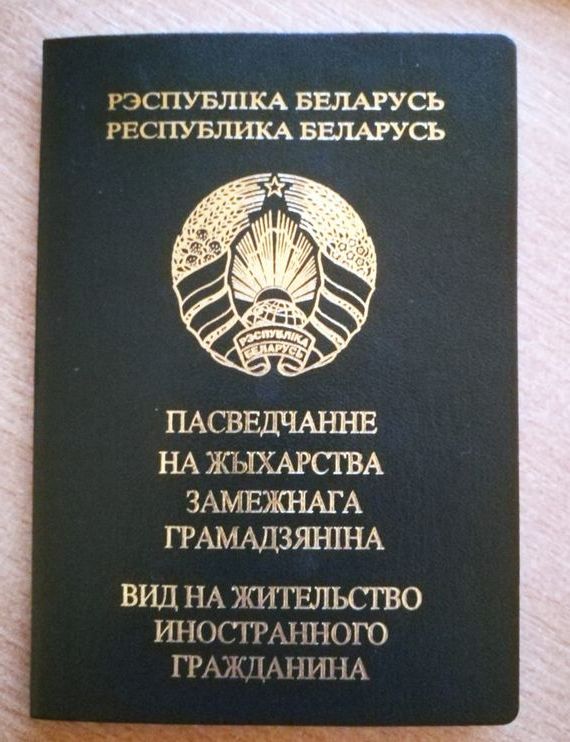 РЭСПУБЛІКА БЕЛАРУСЬ
РЕСПУБЛИКА БЕЛАРУСЬ
РЭСПУБЛІКА
БЕЛАРУСЬ
ПАСВЕДЧАННЕ
НА ЖЫХАРСТВА
ЗАМЕЖНАГА
ГРАМАДЗЯНІНА
ВИД НА ЖИТЕЛЬСТВО
ИНОСТРАННОГО
ГРАЖДАНИНА